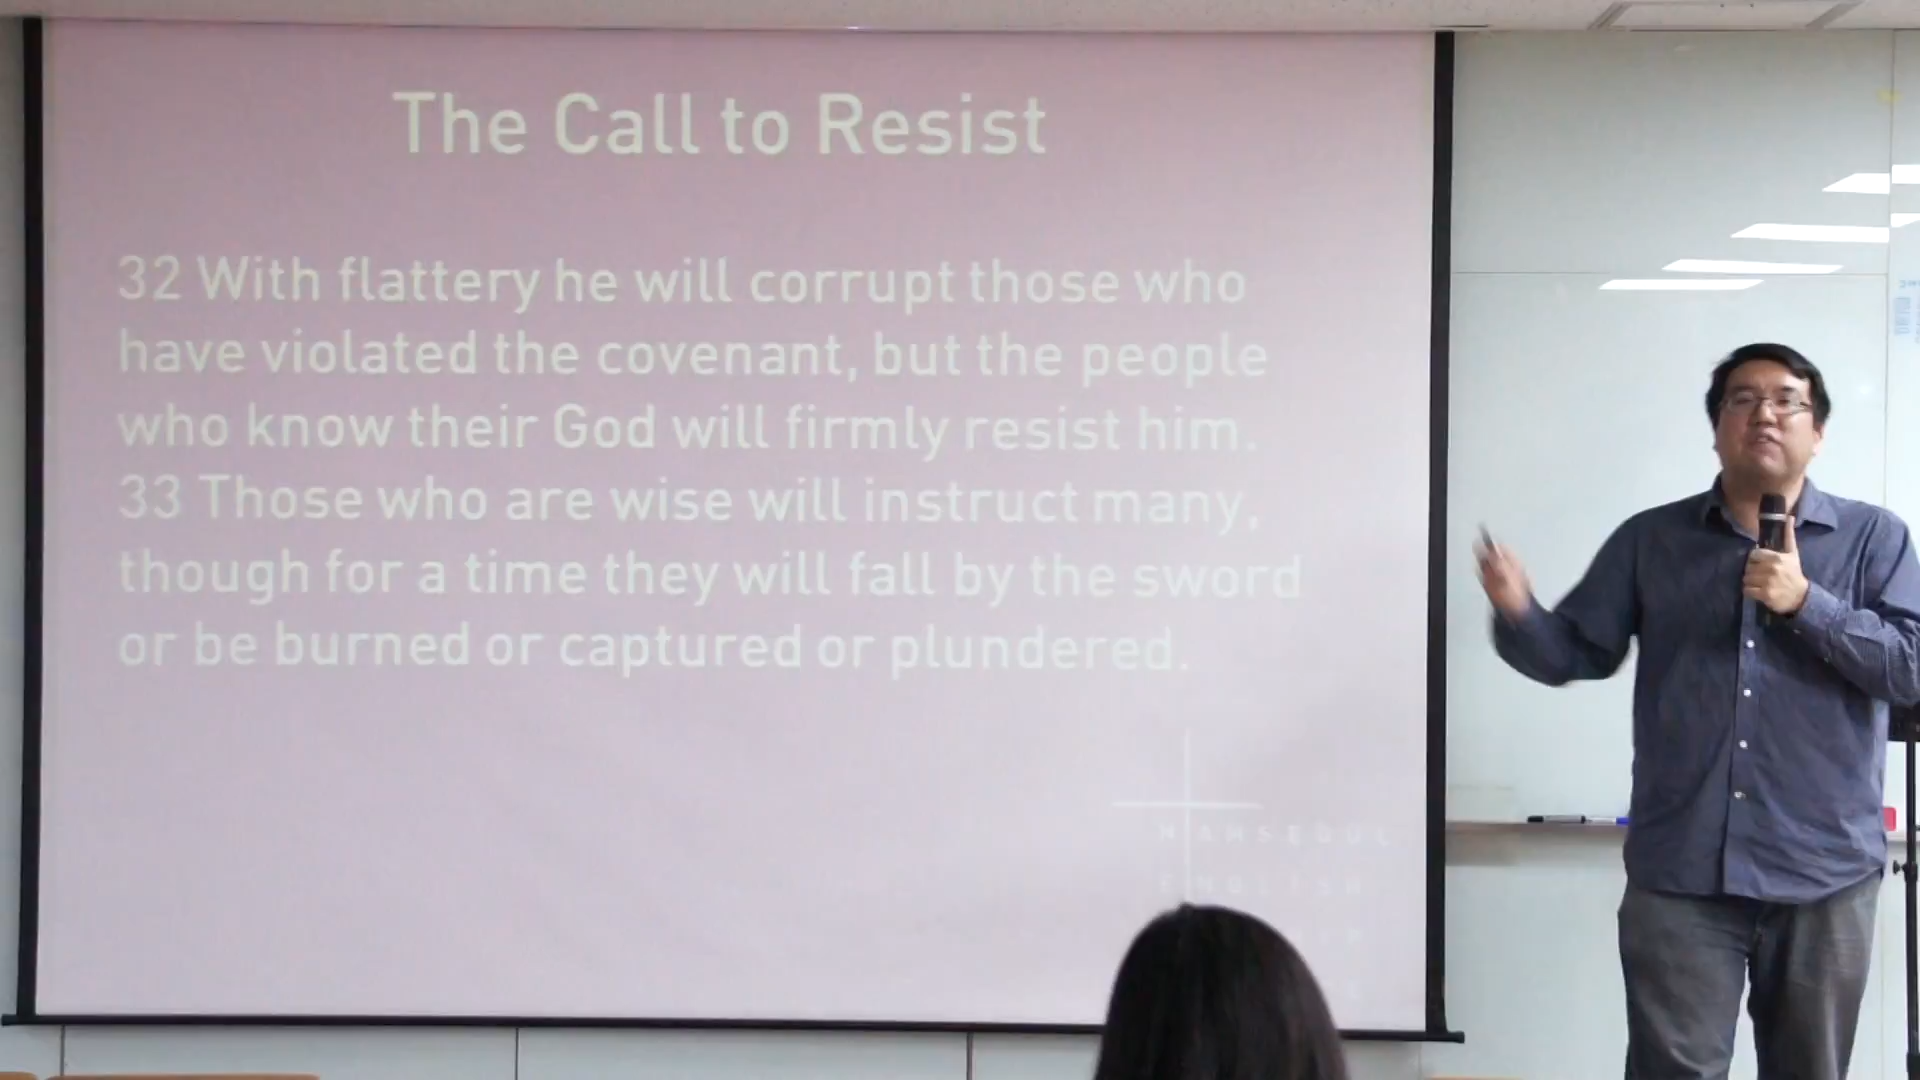 The Call to Resist
32 With flattery he will corrupt those who
have violated the covenant, but the people
who know their God will firmly resist him.
33 Those who are wise will instruct many,
though for a time they will fall by the sword
or be burned or captured or plundered.
NAMSEOUL
ENGLISH